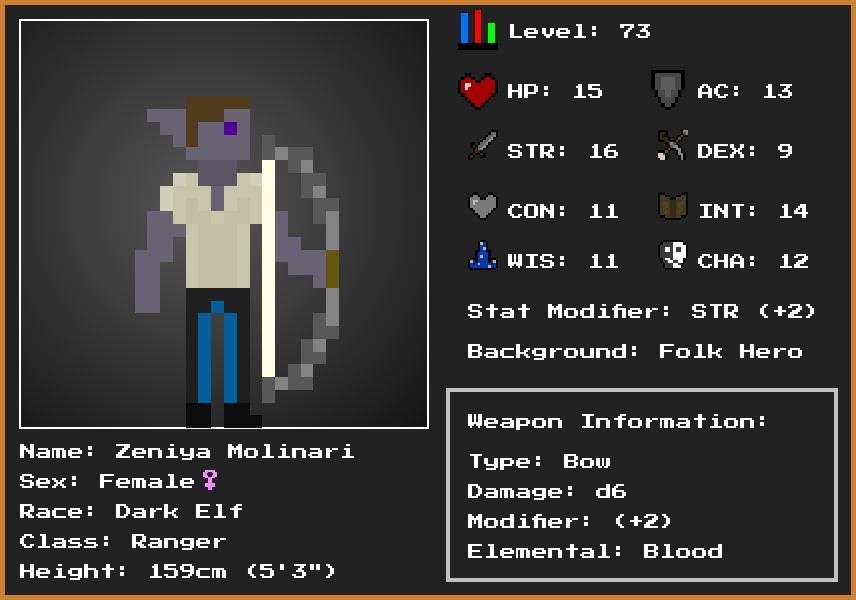 Level: 73
HP: 15 AC: 13
STR: 16 DEX: 9
CON: 11 INT: 14
WIS: 11 CHA: 12
Stat Modifier: STR (+2)
Background: Folk Hero
Weapon Information:
Type: Bow
Damage: d6
Modifier: (+2)
Elemental: Blood
Name: Zeniya Molinari
Sex: Female♀
Race: Dark Elf
Class: Ranger
Height: 159cm (5'3")